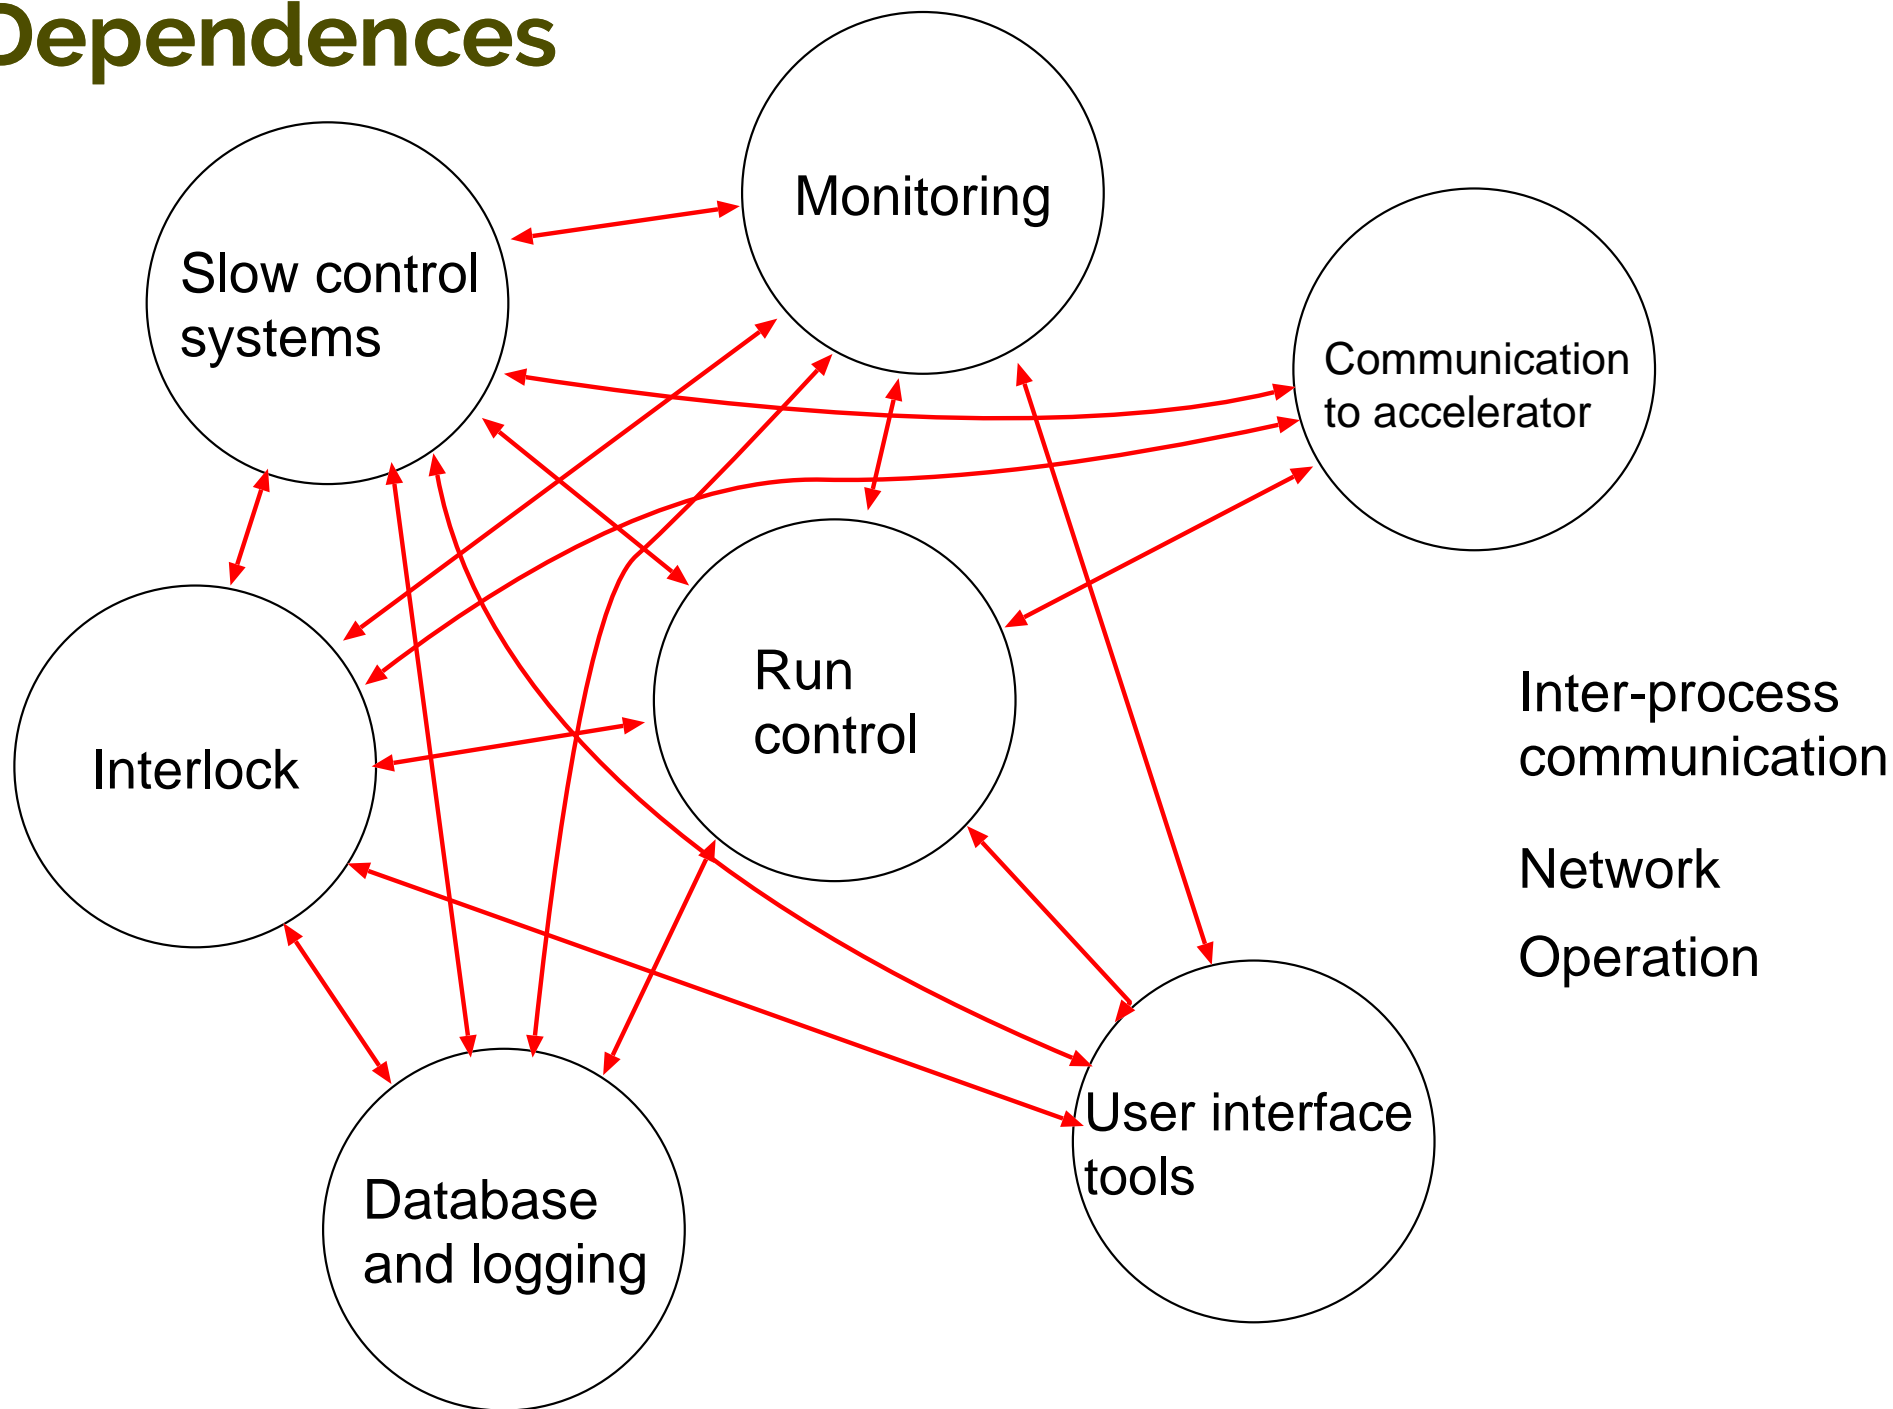 Dependences
Monitoring
Slow control
systems
Communication
to accelerator
Run
control
Interlock
Inter-process
communication
Network
Operation
User interface
tools
Database
and logging